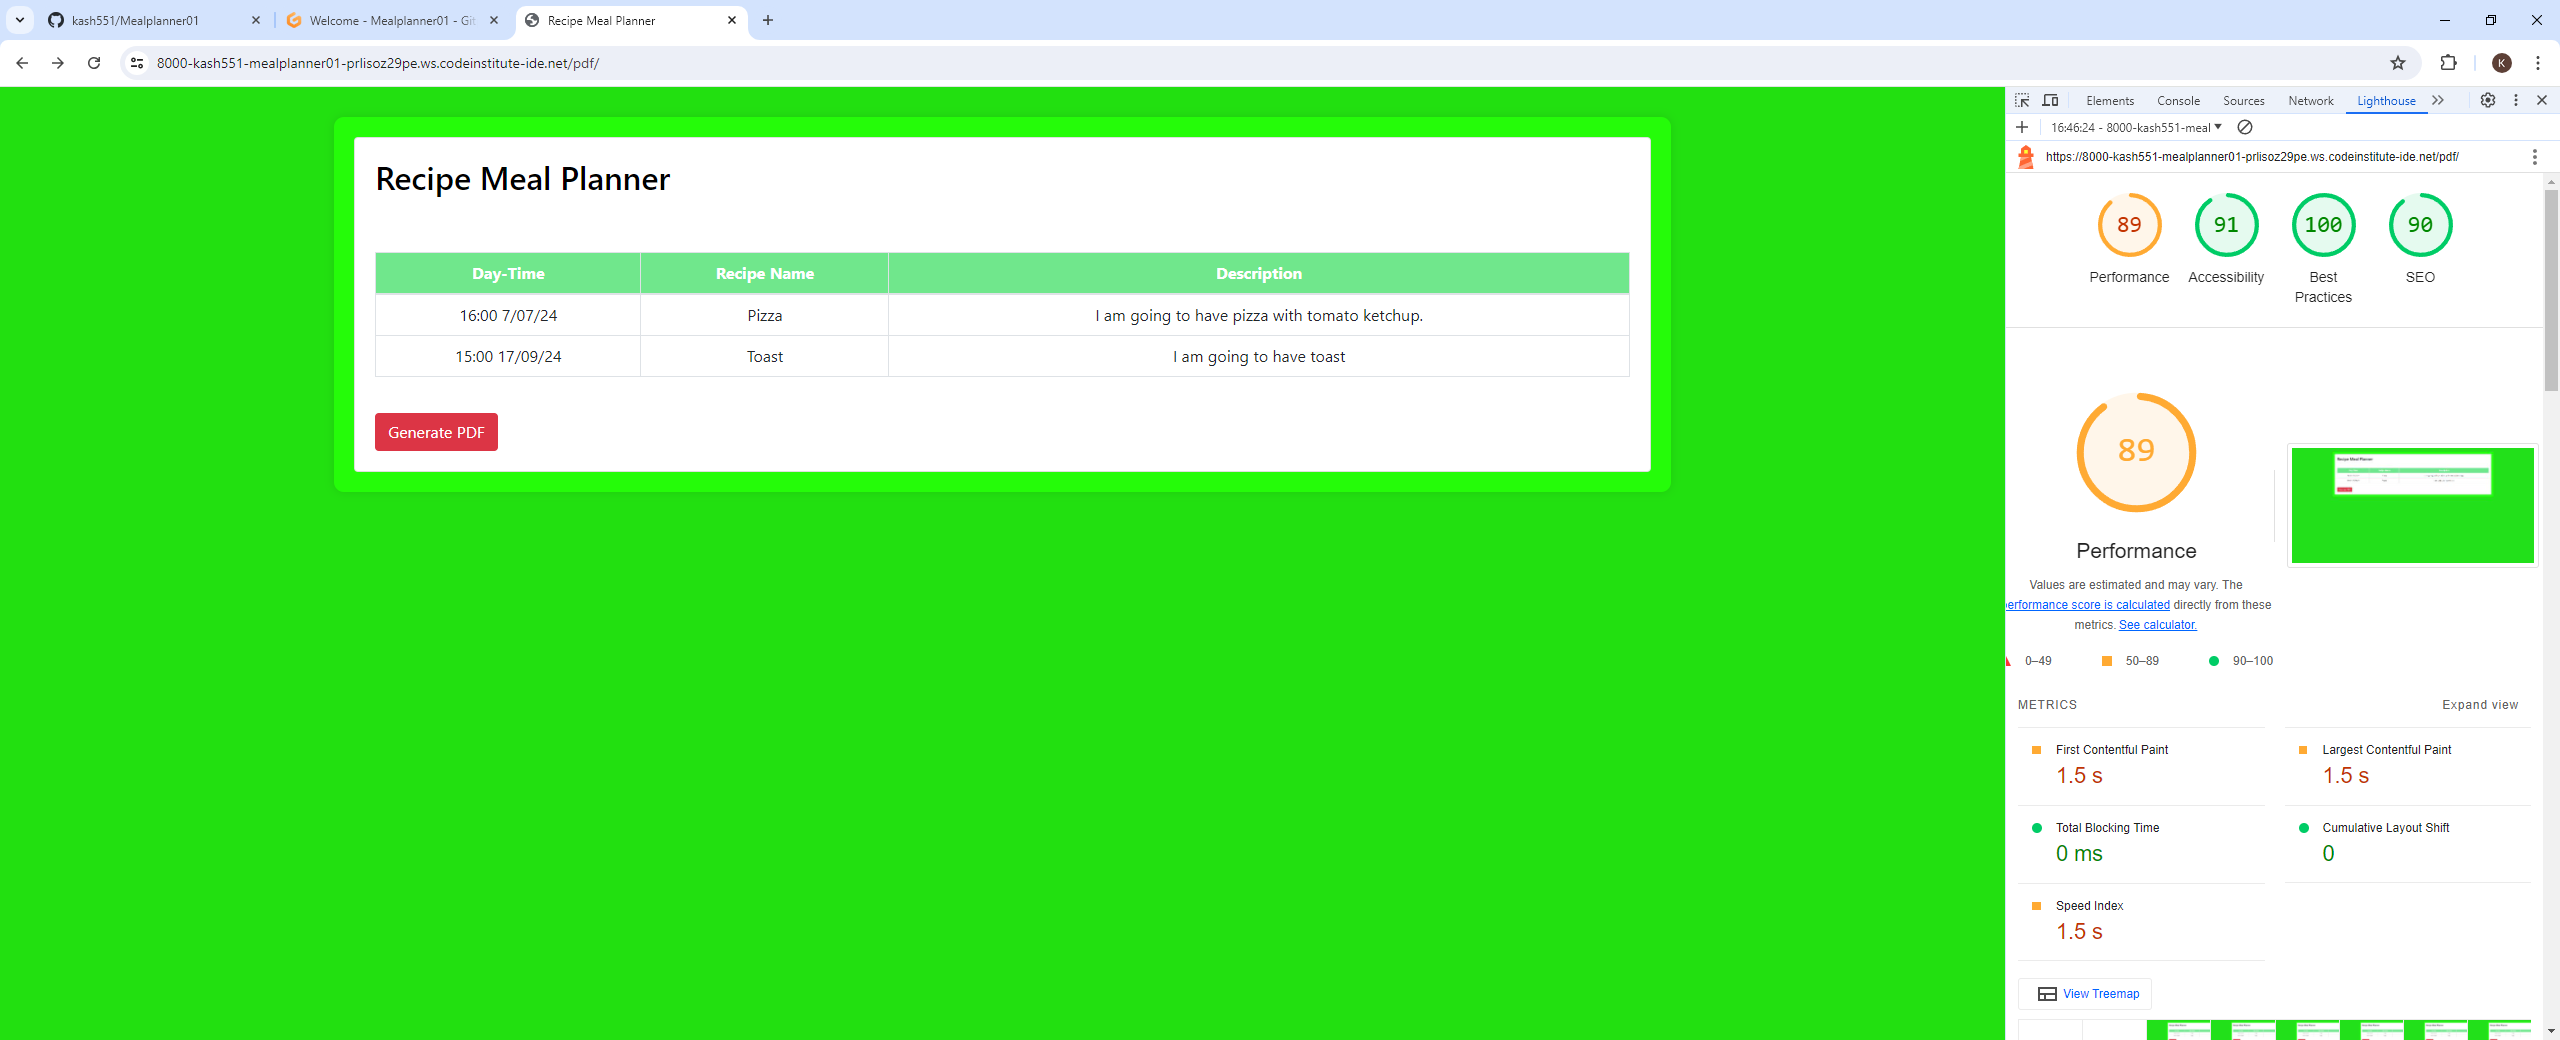 kash551/Mealplanner01
Welcome - Mealplanner01 - Git
Recipe Meal Planner
8000-kash551-mealplanner01-prlisoz29pe.ws.codeinstitute-ide.net/pdf/
K
Recipe Meal Planner
Day-Time Recipe Name Description
16:00 7/07/24 Pizza I am going to have pizza with tomato ketchup.
15:00 17/09/24 Toast I am going to have toast
Generate PDF
Elements Console Sources Network Lighthouse
16:46:24 - 8000-kash551-meal
https://8000-kash551-mealplanner01-prlisoz29pe.ws.codeinstitute-ide.net/pdf/
89 91 100 90
Performance Accessibility Best Practices SEO
89
Performance
Values are estimated and may vary. The
performance score is calculated directly from these
metrics. See calculator.
0–49 50–89 90–100
METRICS Expand view
First Contentful Paint Largest Contentful Paint
1.5 s 1.5 s
Total Blocking Time Cumulative Layout Shift
0 ms 0
Speed Index
1.5 s
View Treemap